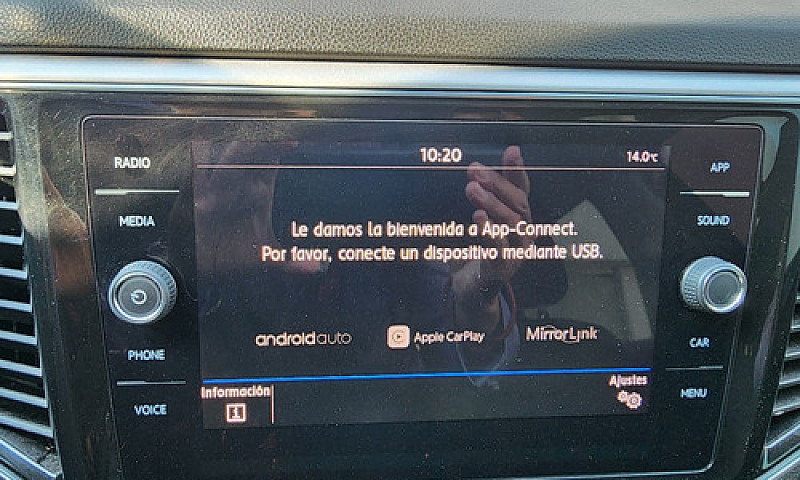 RADIO
MEDIA
PHONE
VOICE
10:20
14.0°C
Le damos la bienvenida a App-Connect.
Por favor, conecte un dispositivo mediante USB.
androidauto
Apple CarPlay
MirrorLink
Información
i
Ajustes
APP
SOUND
CAR
MENU